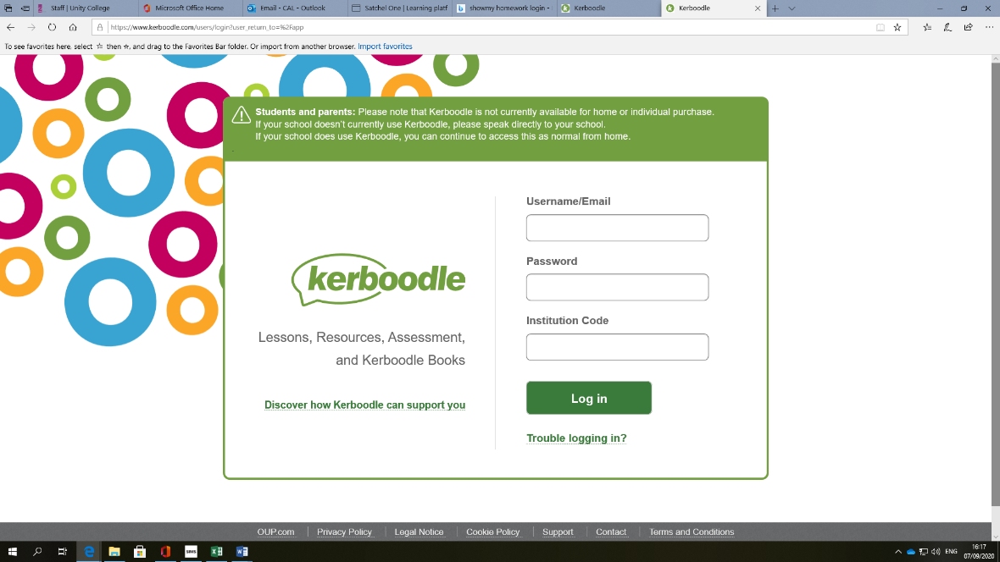 Staff | Unity College
Microsoft Office Home
Email - CAL - Outlook
Satchel One | Learning platf
showmy homework login -
Kerboodle
Kerboodle
https://www.kerboodle.com/users/login?user_return_to=%2Fapp
To see favorites here, select ☆ then ☆, and drag to the Favorites Bar folder. Or import from another browser. Import favorites
Students and parents: Please note that Kerboodle is not currently available for home or individual purchase.
If your school doesn't currently use Kerboodle, please speak directly to your school.
If your school does use Kerboodle, you can continue to access this as normal from home.
kerboodle
Lessons, Resources, Assessment,
and Kerboodle Books
Discover how Kerboodle can support you
Username/Email
Password
Institution Code
Log in
Trouble logging in?
OUP.com
Privacy Policy
Legal Notice
Cookie Policy
Support
Contact
Terms and Conditions
SIMS
ENG
16:17
07/09/2020